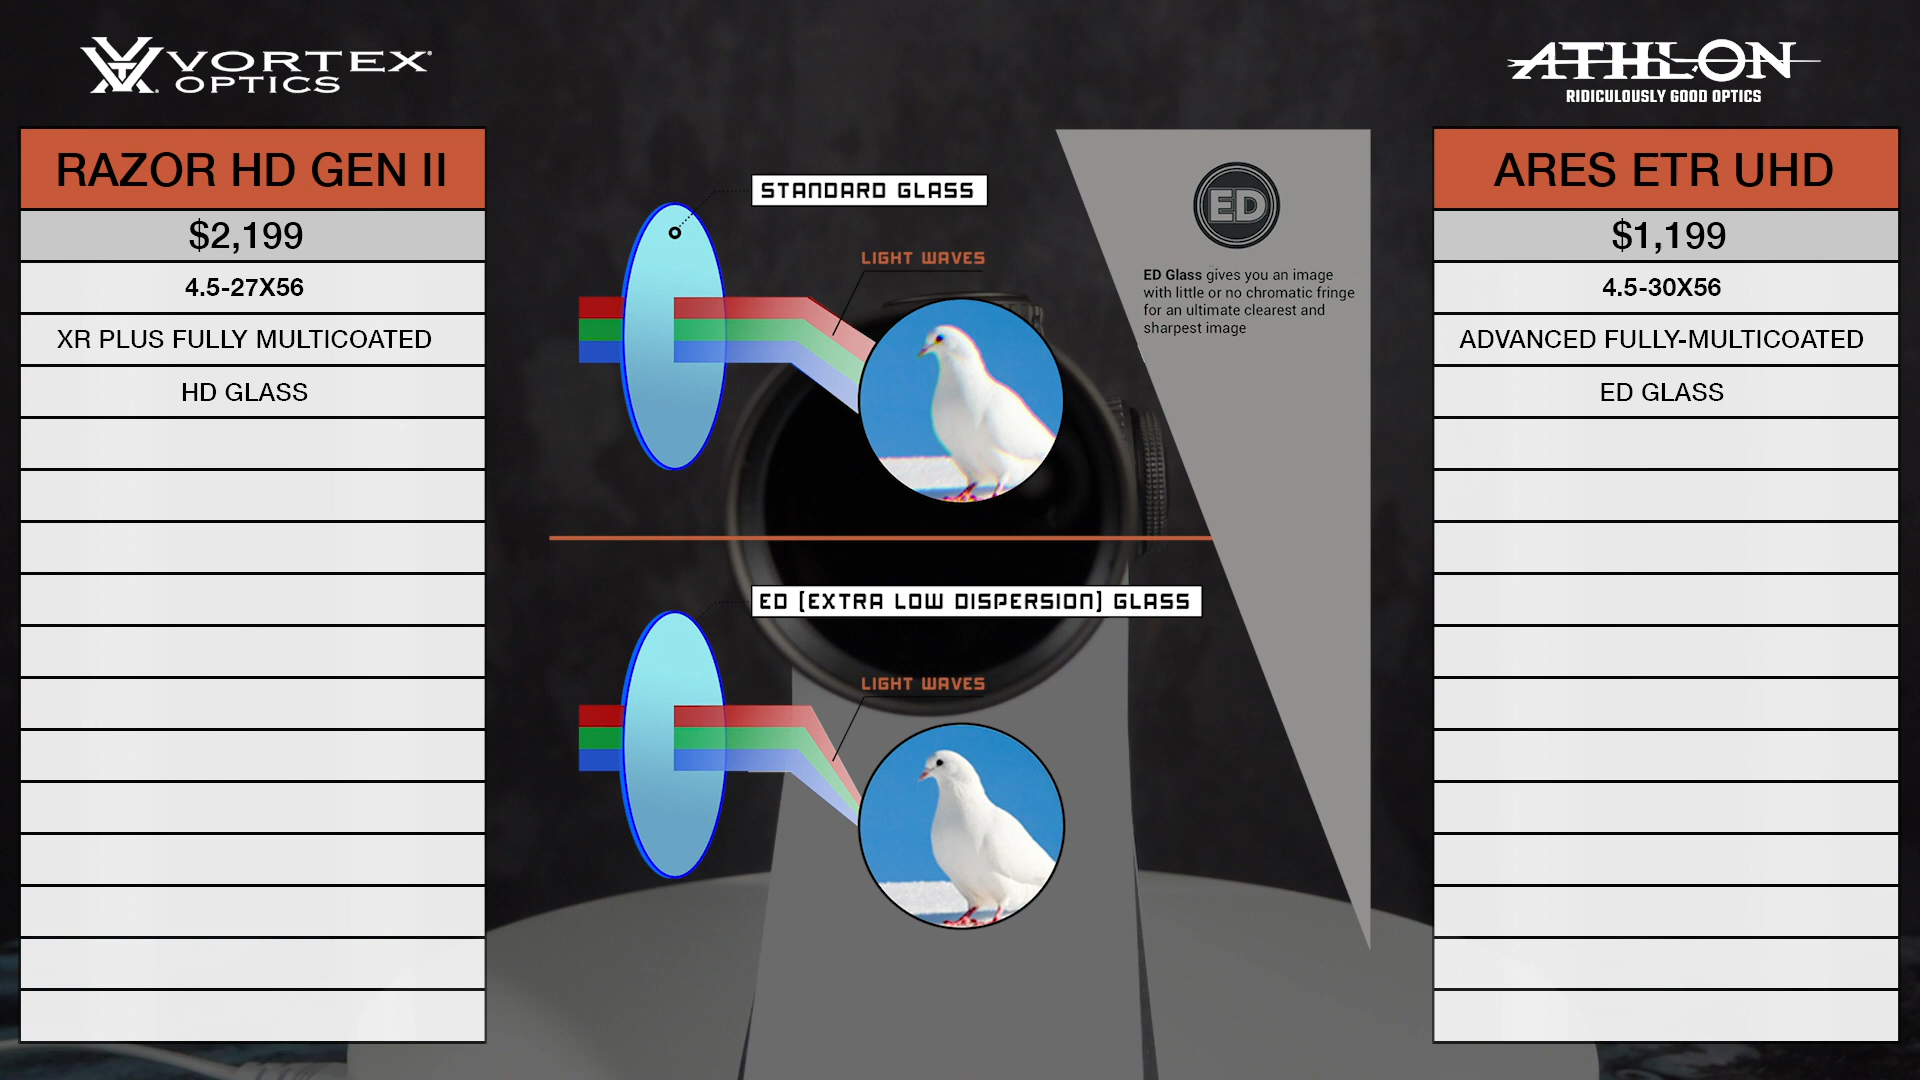 VORTEX
OPTICS
RAZOR HD GEN II
$2,199
4.5-27X56
XR PLUS FULLY MULTICOATED
HD GLASS
STANDARD GLASS
LIGHT WAVES
ED [EXTRA LOW DISPERSION] GLASS
LIGHT WAVES
ED
ED Glass gives you an image
with little or no chromatic fringe
for an ultimate clearest and
sharpest image
ATHLON
RIDICULOUSLY GOOD OPTICS
ARES ETR UHD
$1,199
4.5-30X56
ADVANCED FULLY-MULTICOATED
ED GLASS